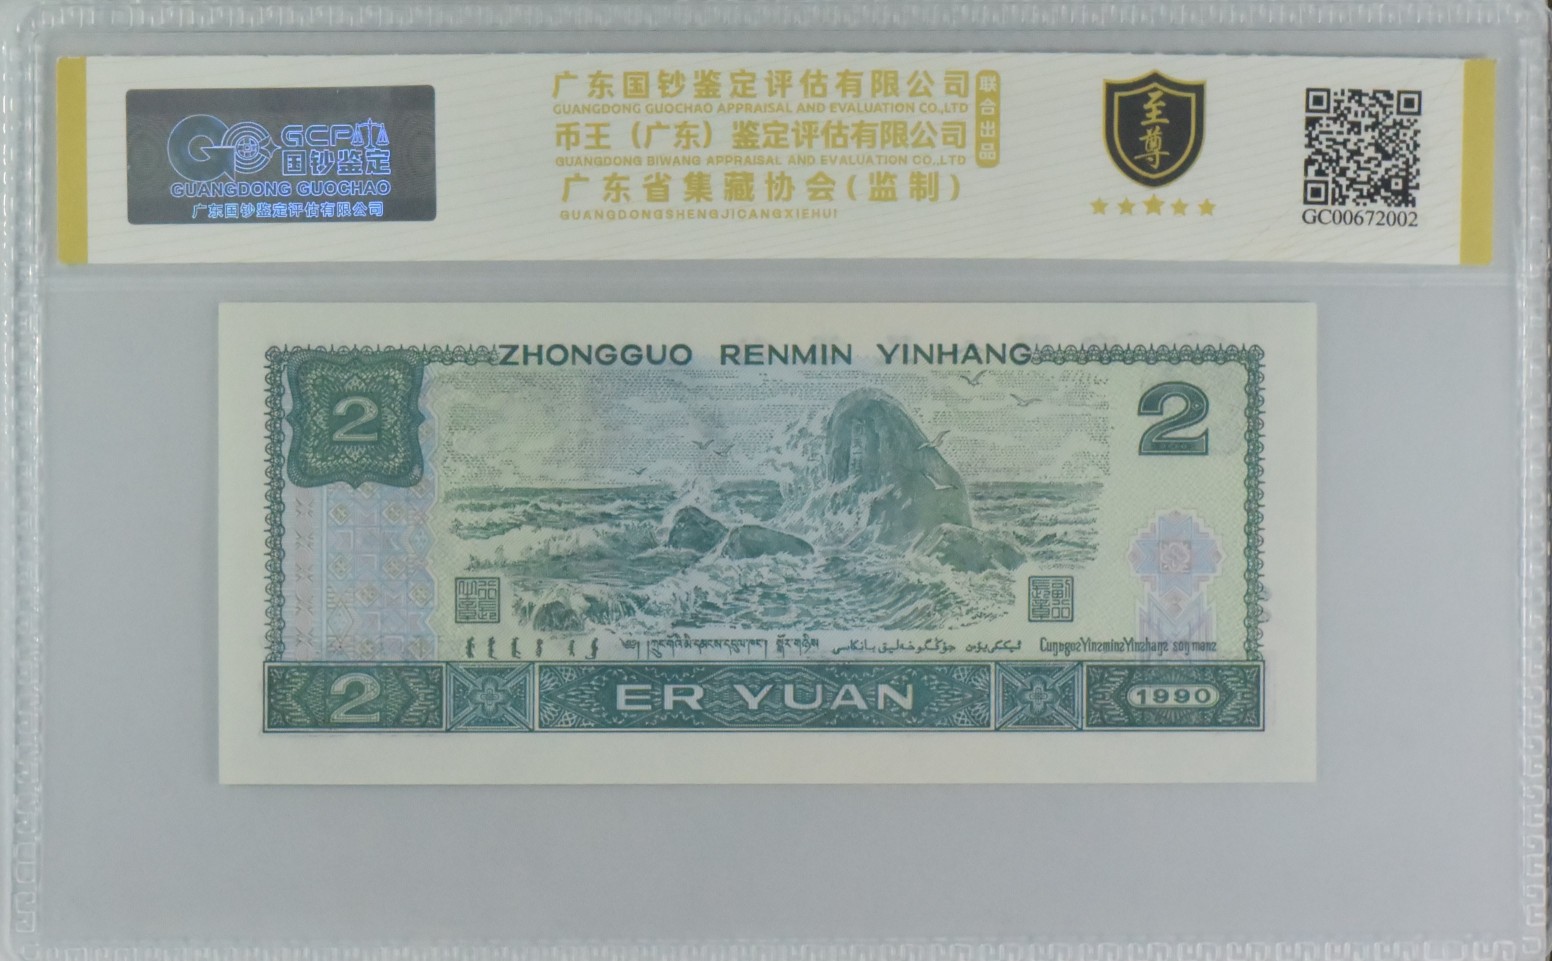 GCP
国钞鉴定
GUANGDONG GUOCHAO
广东国钞鉴定评估有限公司
广东国钞鉴定评估有限公司
GUANGDONG GUOCHAO APPRAISAL AND EVALUATION CO.,LTD
币王（广东）鉴定评估有限公司
GUANGDONG BIWANG APPRAISAL AND EVALUATION CO.,LTD
联合出品
广东省集藏协会(监制)
GUANGDONGSHENGJICANGXIEHUI
至尊
GC00672002
ZHONGGUO RENMIN YINHANG
2
2
2
ER YUAN
1990